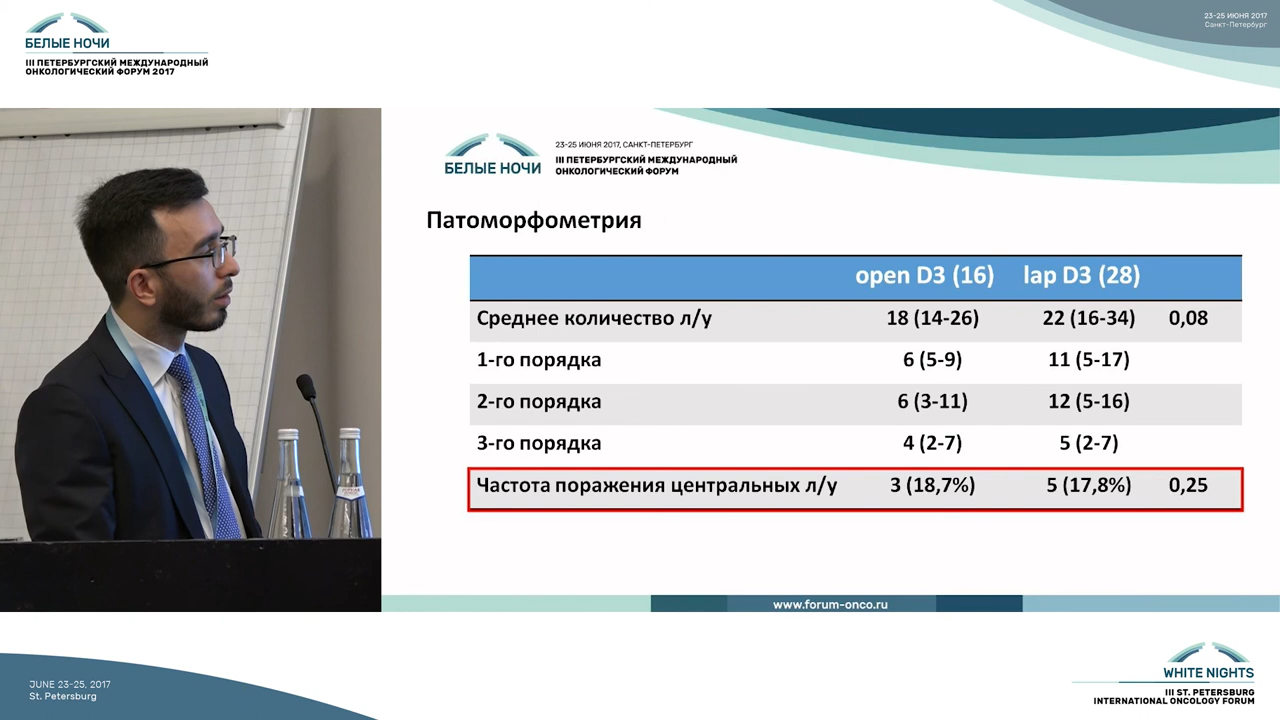 БЕЛЫЕ НОЧИ
III ПЕТЕРБУРГСКИЙ МЕЖДУНАРОДНЫЙ
ОНКОЛОГИЧЕСКИЙ ФОРУМ 2017
23-25 ИЮНЯ 2017
Санкт-Петербург
БЕЛЫЕ НОЧИ
23-25 ИЮНЯ 2017, САНКТ-ПЕТЕРБУРГ
III ПЕТЕРБУРГСКИЙ МЕЖДУНАРОДНЫЙ
ОНКОЛОГИЧЕСКИЙ ФОРУМ
Патоморфометрия
open D3 (16) lap D3 (28)
Среднее количество л/у 18 (14-26) 22 (16-34) 0,08
1-го порядка 6 (5-9) 11 (5-17)
2-го порядка 6 (3-11) 12 (5-16)
3-го порядка 4 (2-7) 5 (2-7)
Частота поражения центральных л/у 3 (18,7%) 5 (17,8%) 0,25
www.forum-onco.ru
JUNE 23-25, 2017
St. Petersburg
WHITE NIGHTS
III ST. PETERSBURG
INTERNATIONAL ONCOLOGY FORUM